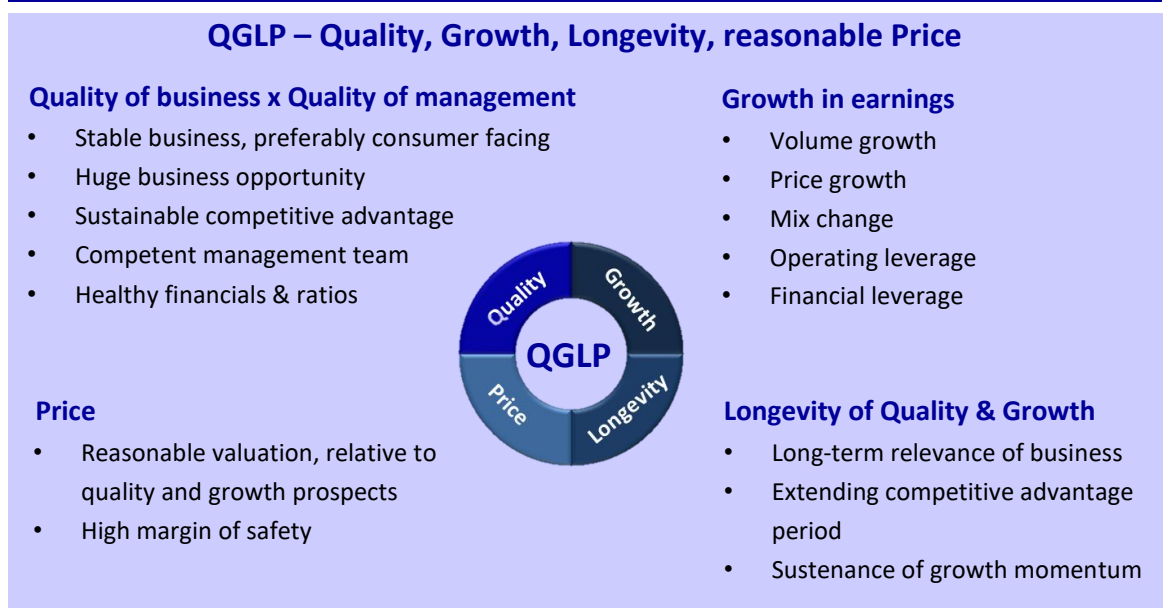 QGLP – Quality, Growth, Longevity, reasonable Price
Quality of business x Quality of management
• Stable business, preferably consumer facing
• Huge business opportunity
• Sustainable competitive advantage
• Competent management team
• Healthy financials & ratios
Growth in earnings
• Volume growth
• Price growth
• Mix change
• Operating leverage
• Financial leverage
Quality
Growth
QGLP
Price
Longevity
Price
• Reasonable valuation, relative to
quality and growth prospects
• High margin of safety
Longevity of Quality & Growth
• Long-term relevance of business
• Extending competitive advantage
period
• Sustenance of growth momentum